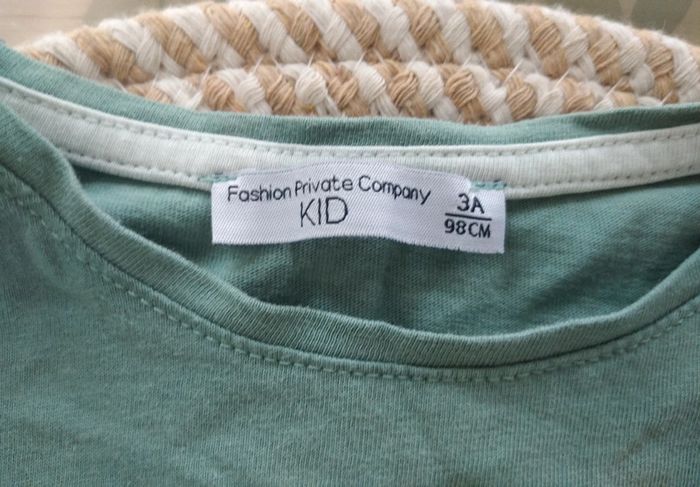 Fashion Private Company
KID
3A
98CM